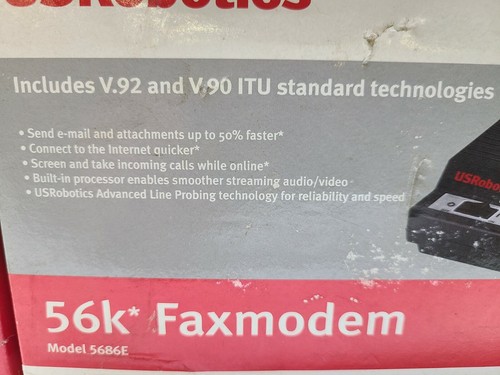 USRobotics
Includes V.92 and V.90 ITU standard technologies
• Send e-mail and attachments up to 50% faster*
• Connect to the Internet quicker*
• Screen and take incoming calls while online*
• Built-in processor enables smoother streaming audio/video
• USRobotics Advanced Line Probing technology for reliability and speed
USRobo
56k* Faxmodem
Model 5686E